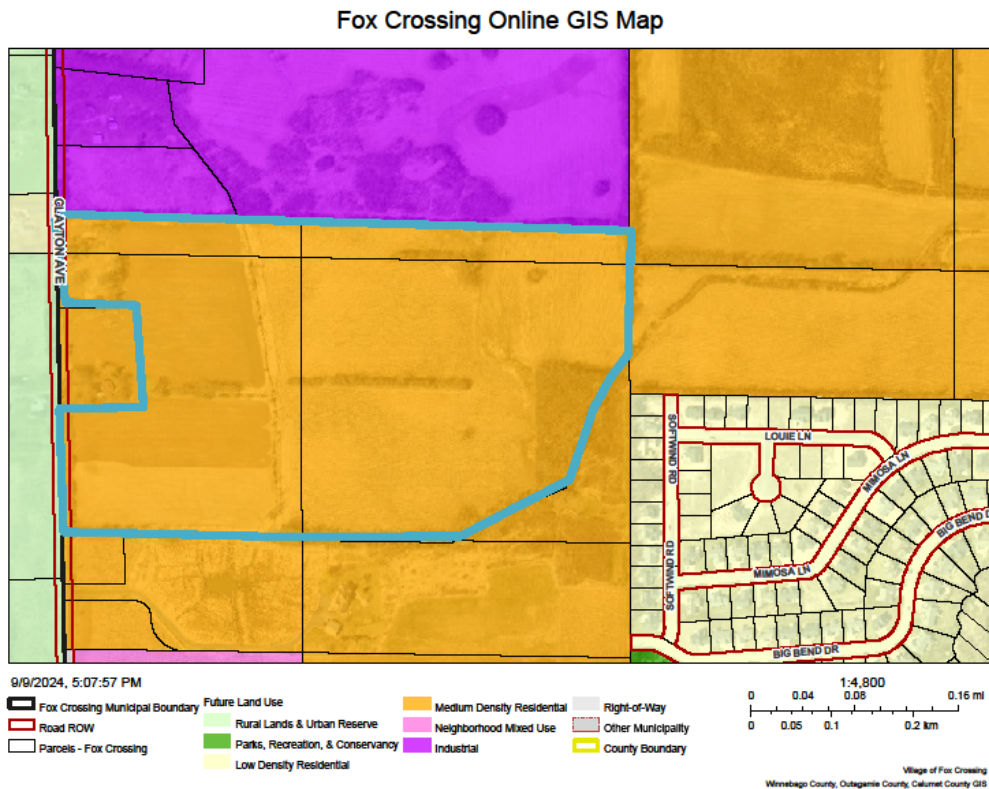 Fox Crossing Online GIS Map
CLAYTON AVE
SOFTWIND RD
LOUIE LN
MIMOSA LN
BIG BEND D
SOFTWIND RD
MIMOSA LN
BIG BEND DR
9/9/2024, 5:07:57 PM
Fox Crossing Municipal Boundary
Road ROW
Parcels - Fox Crossing
Future Land Use
Rural Lands & Urban Reserve
Parks, Recreation, & Conservancy
Low Density Residential
Medium Density Residential
Neighborhood Mixed Use
Industrial
Right-of-Way
Other Municipality
County Boundary
1:4,800
0 0.04 0.08 0.16 mi
0 0.05 0.1 0.2 km
Village of Fox Crossing
Winnebago County, Outagamie County, Calumet County GIS